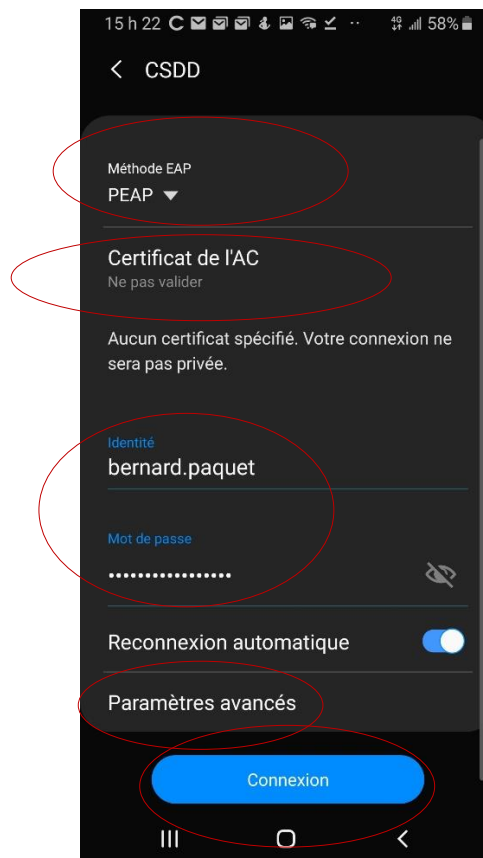 15 h 22 4G 58%
CSDD
Méthode EAP
PEAP
Certificat de l'AC
Ne pas valider
Aucun certificat spécifié. Votre connexion ne
sera pas privée.
Identité
bernard.paquet
Mot de passe
•••••••••••••••••
Reconnexion automatique
Paramètres avancés
Connexion